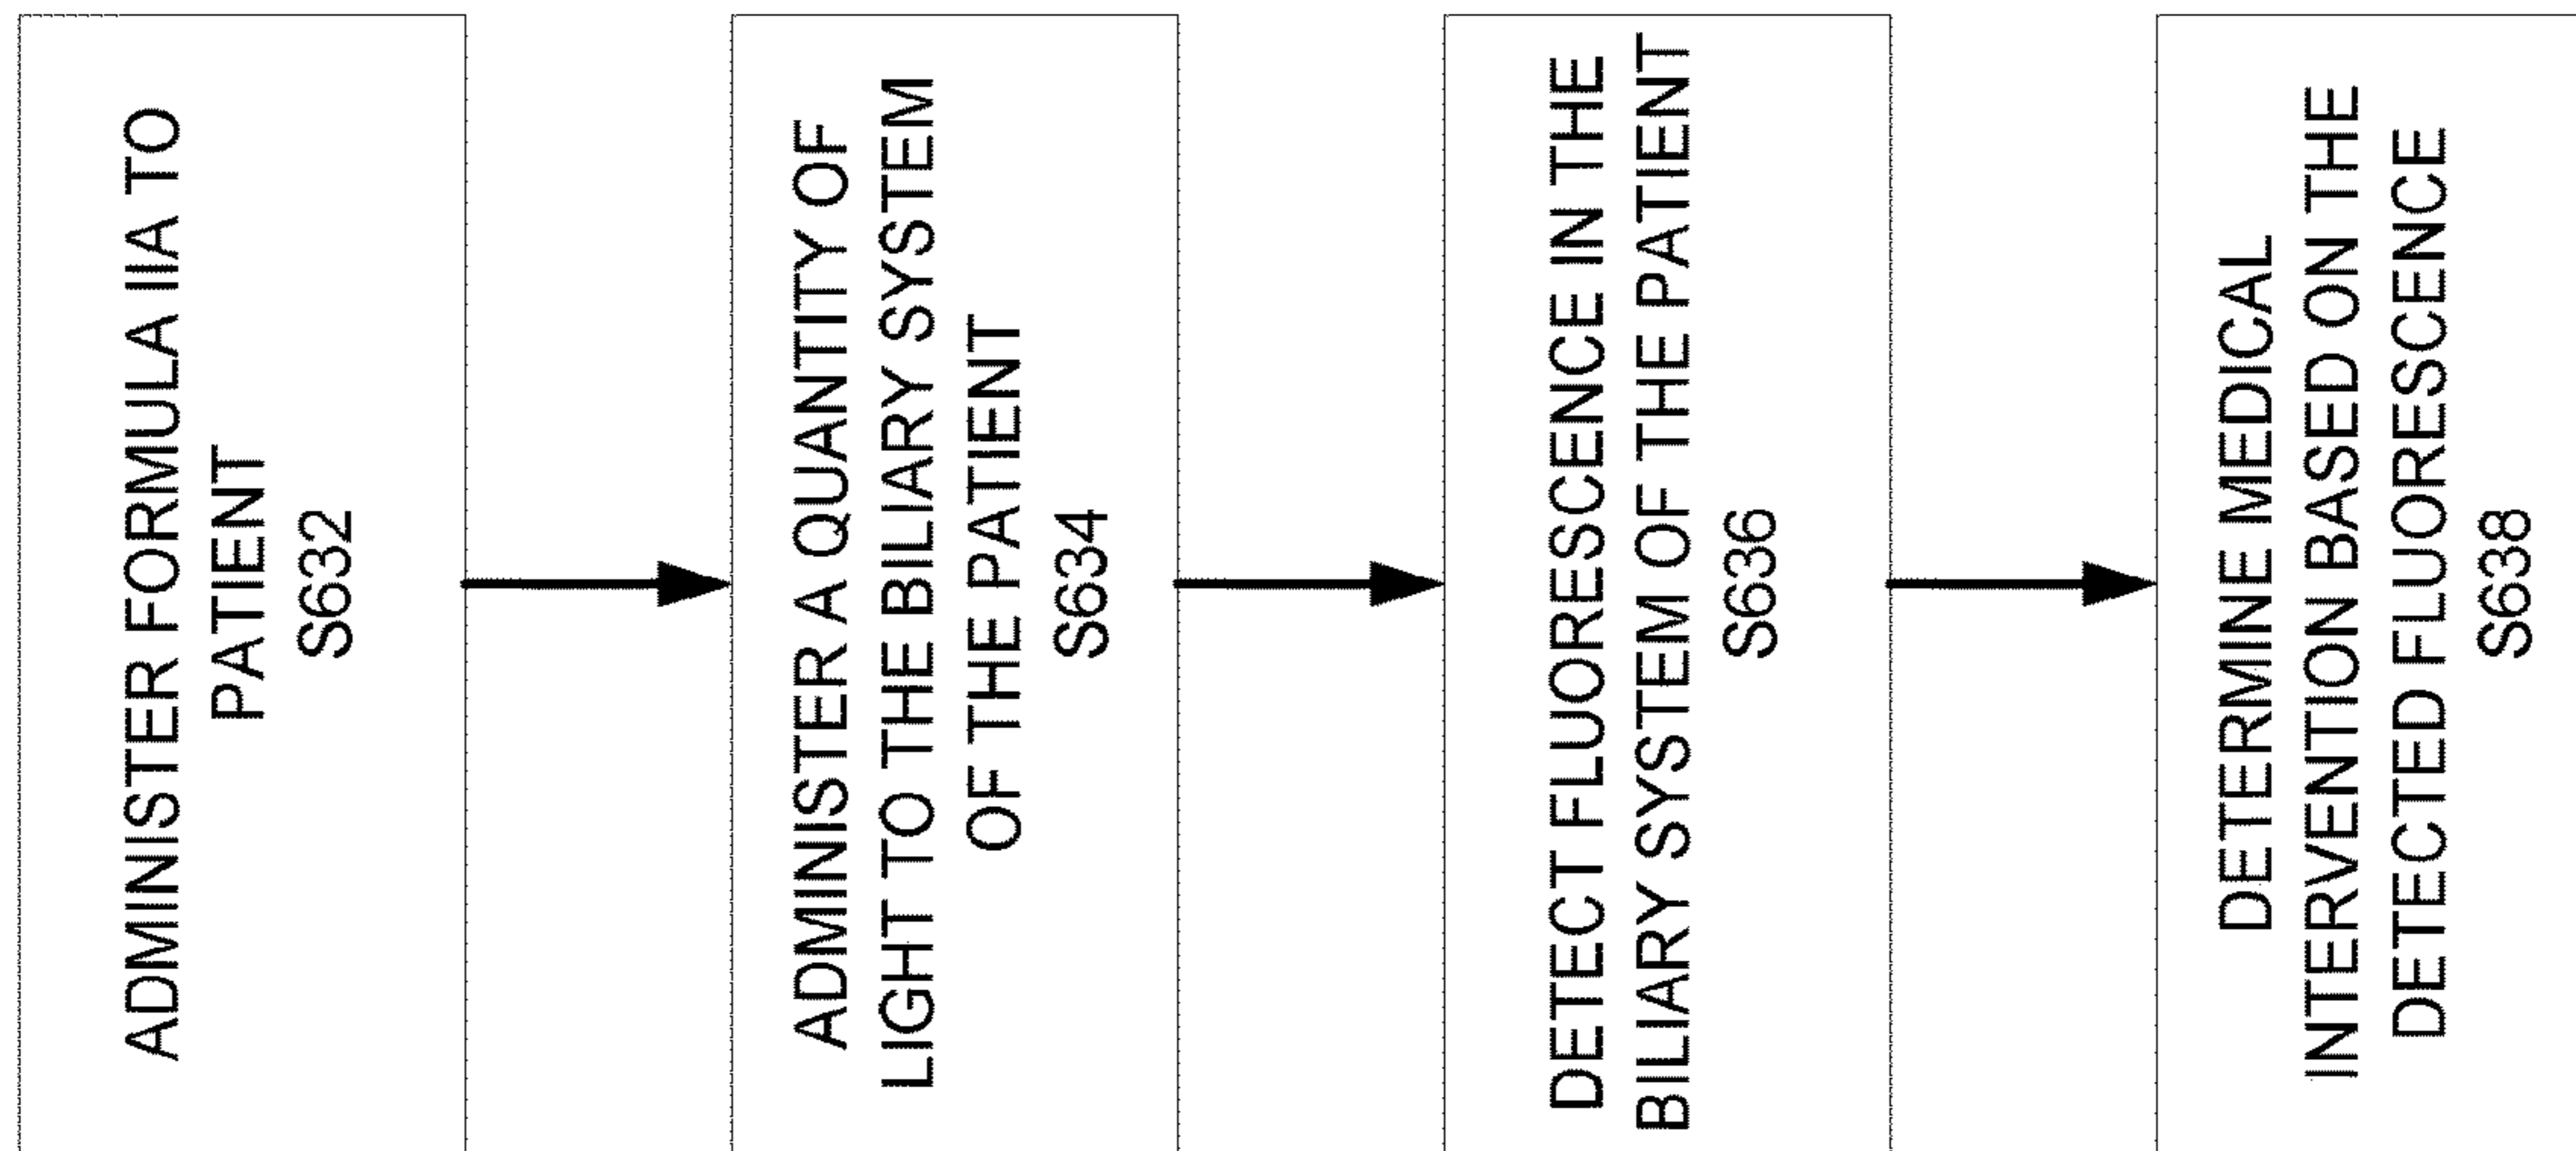 ADMINISTER FORMULA IIA TO
PATIENT
S632
ADMINISTER A QUANTITY OF
LIGHT TO THE BILIARY SYSTEM
OF THE PATIENT
S634
DETECT FLUORESCENCE IN THE
BILIARY SYSTEM OF THE PATIENT
S636
DETERMINE MEDICAL
INTERVENTION BASED ON THE
DETECTED FLUORESCENCE
S638